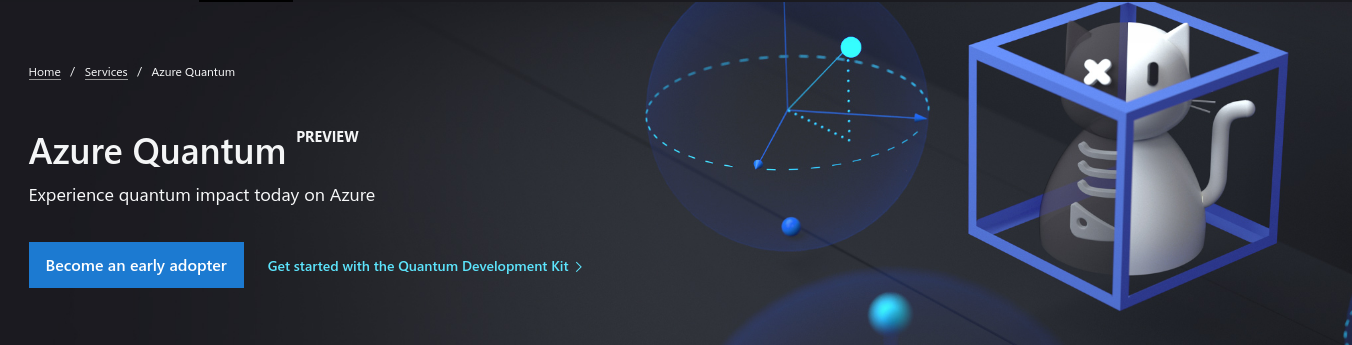 Home / Services / Azure Quantum
Azure Quantum PREVIEW
Experience quantum impact today on Azure
Become an early adopter
Get started with the Quantum Development Kit >